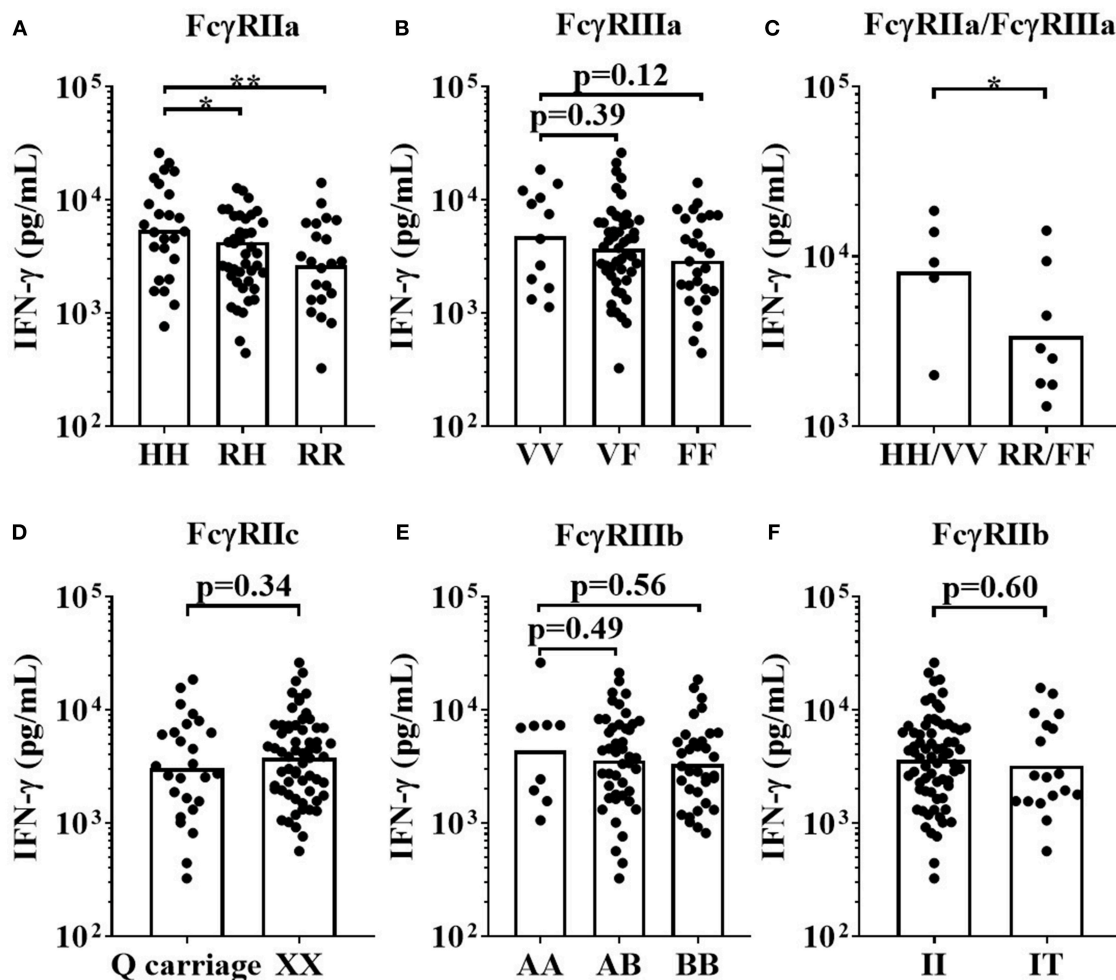 A FcγRIIa
** 
*
10⁵
10⁴
10³
10²
IFN-γ (pg/mL)
HH RH RR
B FcγRIIIa
p=0.12
p=0.39
10⁵
10⁴
10³
10²
IFN-γ (pg/mL)
VV VF FF
C FcγRIIa/FcγRIIIa
*
10⁵
10⁴
10³
IFN-γ (pg/mL)
HH/VV RR/FF
D FcγRIIc
p=0.34
10⁵
10⁴
10³
10²
IFN-γ (pg/mL)
Q carriage XX
E FcγRIIIb
p=0.56
p=0.49
10⁵
10⁴
10³
10²
IFN-γ (pg/mL)
AA AB BB
F FcγRIIb
p=0.60
10⁵
10⁴
10³
10²
IFN-γ (pg/mL)
II IT